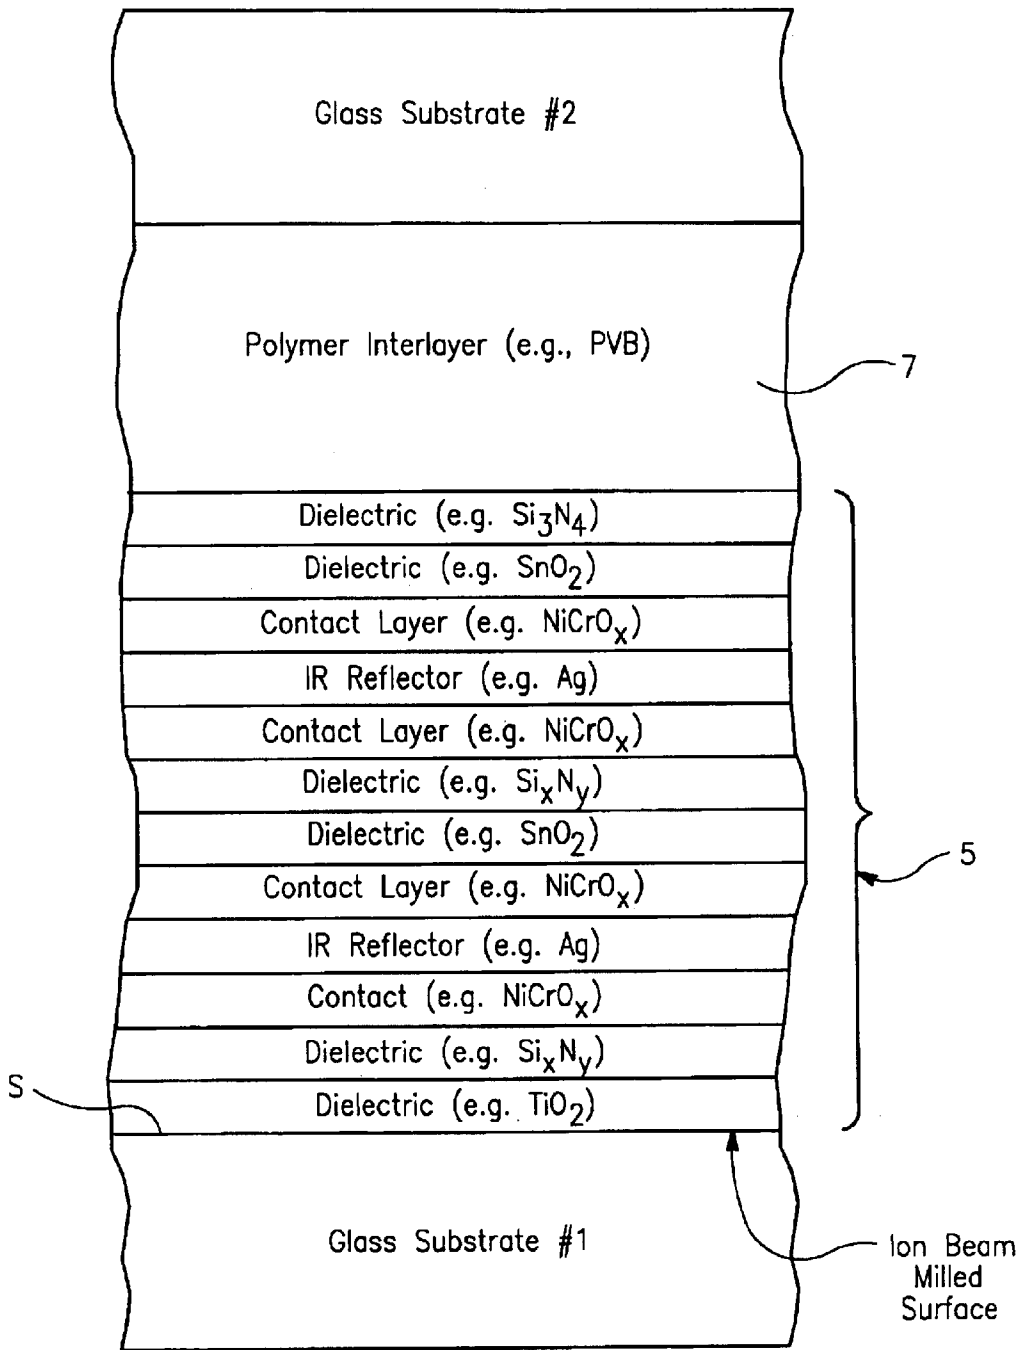 Glass Substrate #2
Polymer Interlayer (e.g., PVB)
7
Dielectric (e.g. Si3N4)
Dielectric (e.g. SnO2)
Contact Layer (e.g. NiCrOx)
IR Reflector (e.g. Ag)
Contact Layer (e.g. NiCrOx)
Dielectric (e.g. SixNy)
Dielectric (e.g. SnO2)
5
Contact Layer (e.g. NiCrOx)
IR Reflector (e.g. Ag)
Contact (e.g. NiCrOx)
Dielectric (e.g. SixNy)
S
Dielectric (e.g. TiO2)
Glass Substrate #1
Ion Beam
Milled
Surface